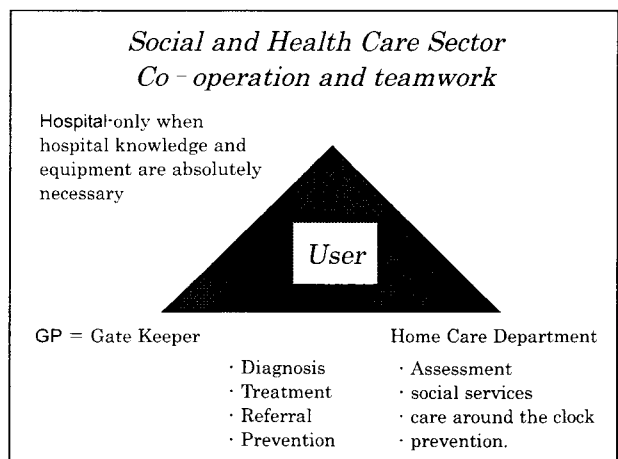 Social and Health Care Sector
Co-operation and teamwork
Hospital-only when
hospital knowledge and
equipment are absolutely
necessary
User
GP = Gate Keeper
· Diagnosis
· Treatment
· Referral
· Prevention
Home Care Department
· Assessment
· social services
· care around the clock
· prevention.